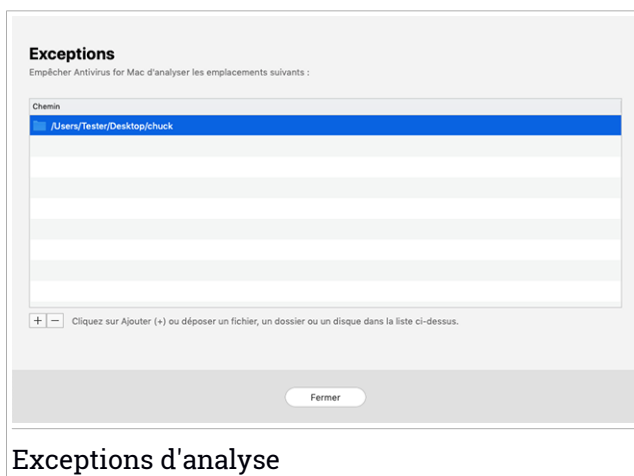 Exceptions
Empêcher Antivirus for Mac d'analyser les emplacements suivants :
Chemin
/Users/Tester/Desktop/chuck
+ − Cliquez sur Ajouter (+) ou déposer un fichier, un dossier ou un disque dans la liste ci-dessus.
Fermer
Exceptions d'analyse